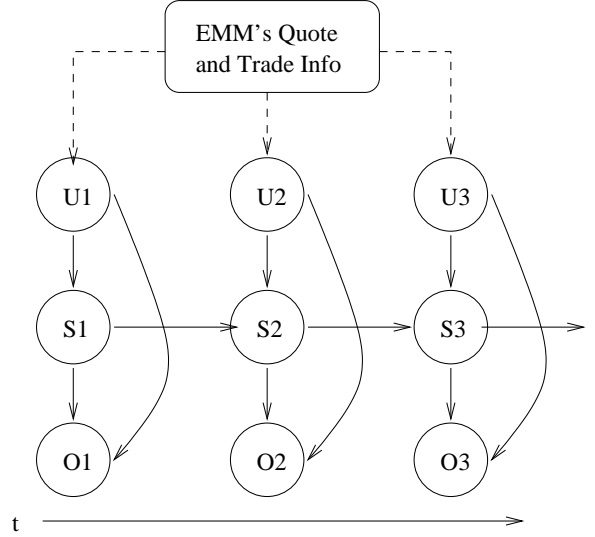 EMM's Quote
and Trade Info
U1
U2
U3
S1
S2
S3
O1
O2
O3
t